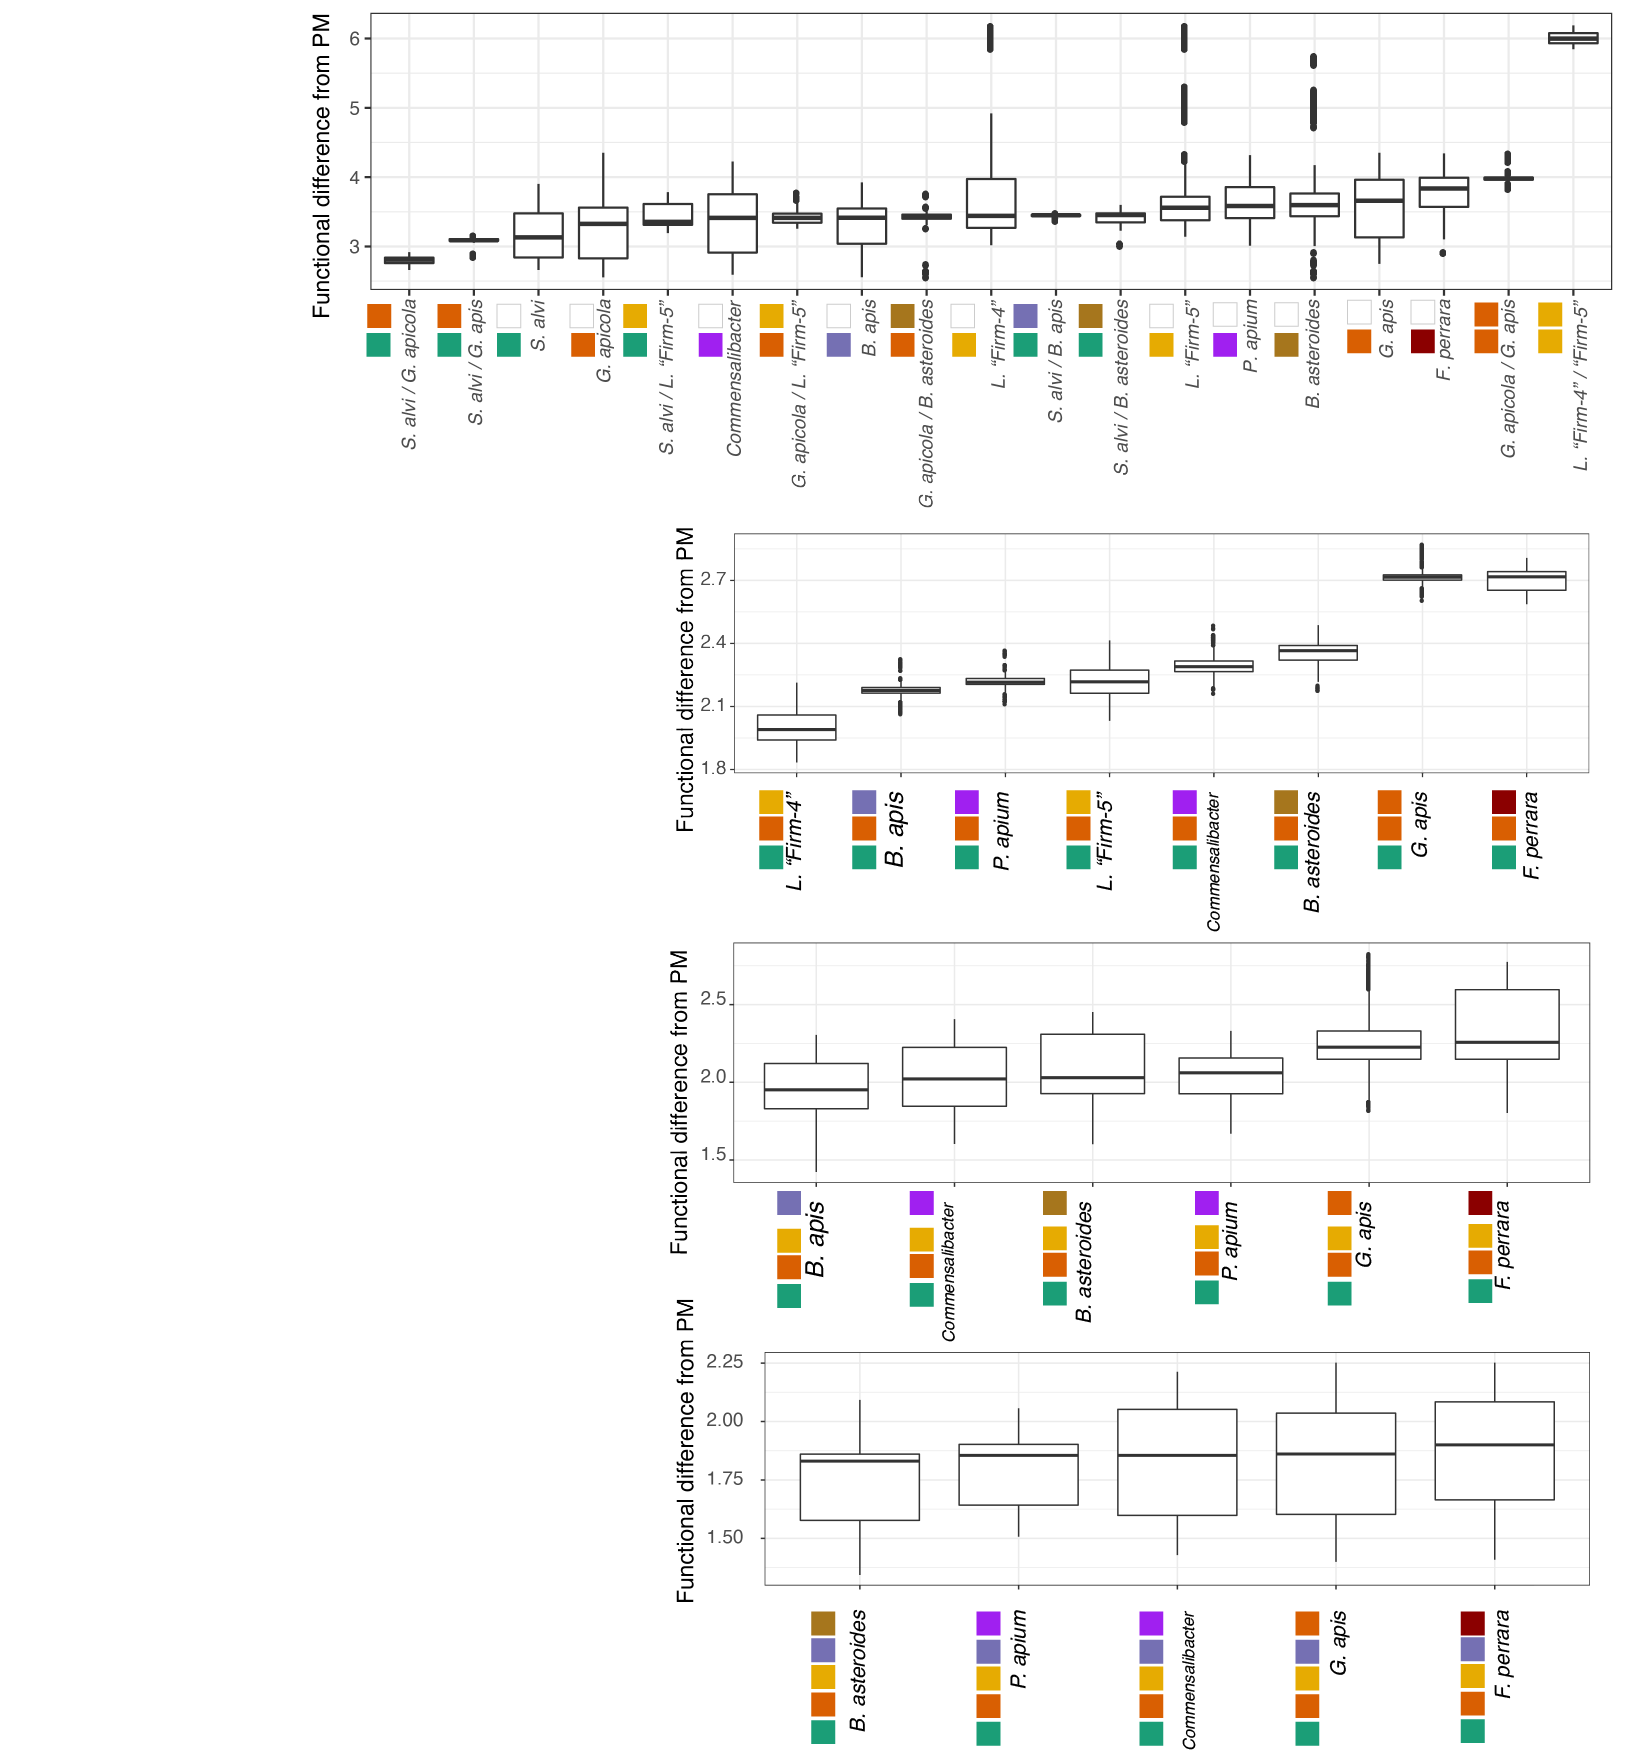 Functional difference from PM
6
5
4
3
S. alvi / G. apicola
S. alvi / G. apis
S. alvi
G. apicola
S. alvi / L. “Firm-5”
Commensalibacter
G. apicola / L. “Firm-5”
B. apis
G. apicola / B. asteroides
L. “Firm-4”
S. alvi / B. apis
S. alvi / B. asteroides
L. “Firm-5”
P. apium
B. asteroides
G. apis
F. perrara
G. apicola / G. apis
L. “Firm-4” / “Firm-5”
Functional difference from PM
2.7
2.4
2.1
1.8
L. “Firm-4”
B. apis
P. apium
L. “Firm-5”
Commensalibacter
B. asteroides
G. apis
F. perrara
Functional difference from PM
2.5
2.0
1.5
B. apis
Commensalibacter
B. asteroides
P. apium
G. apis
F. perrara
Functional difference from PM
2.25
2.00
1.75
1.50
B. asteroides
P. apium
Commensalibacter
G. apis
F. perrara